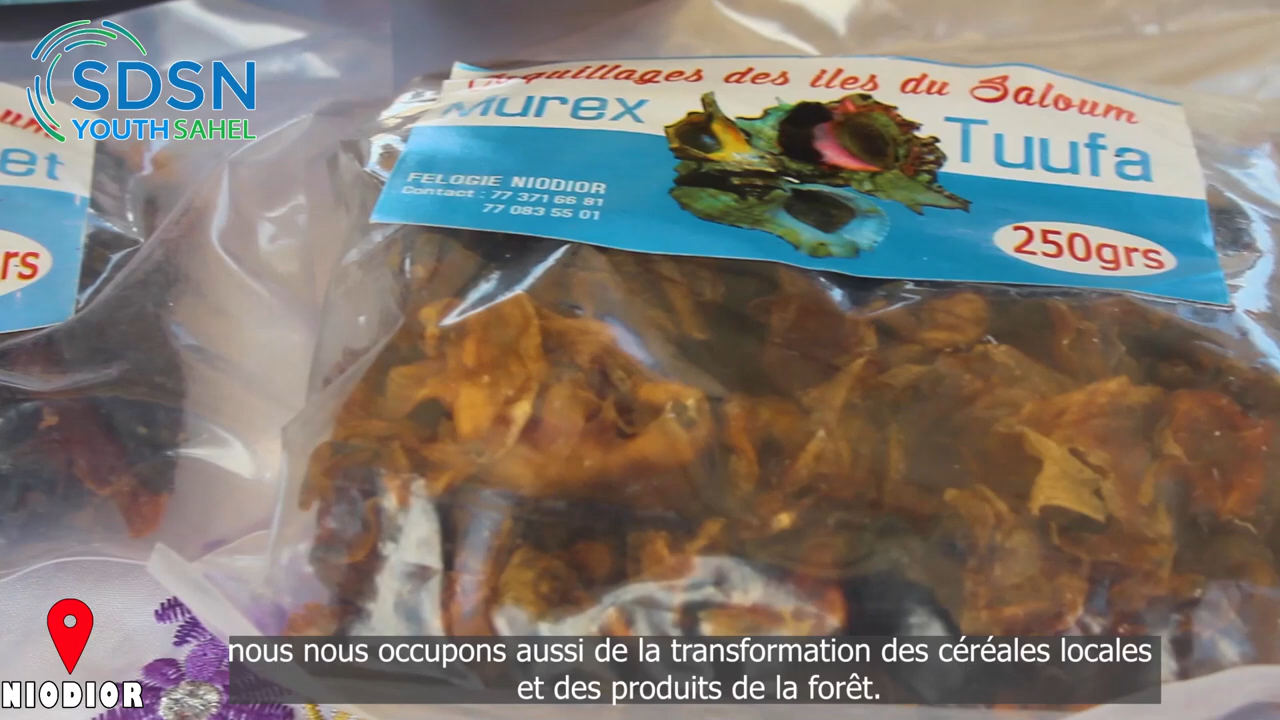 SDSN
YOUTH SAHEL
et
rs
des iles du Saloum
Murex
Tuufa
FELOGIE NIODIOR
Contact : 77 371 66 81
77 083 55 01
250grs
NIODIOR
nous nous occupons aussi de la transformation des céréales locales
et des produits de la forêt.